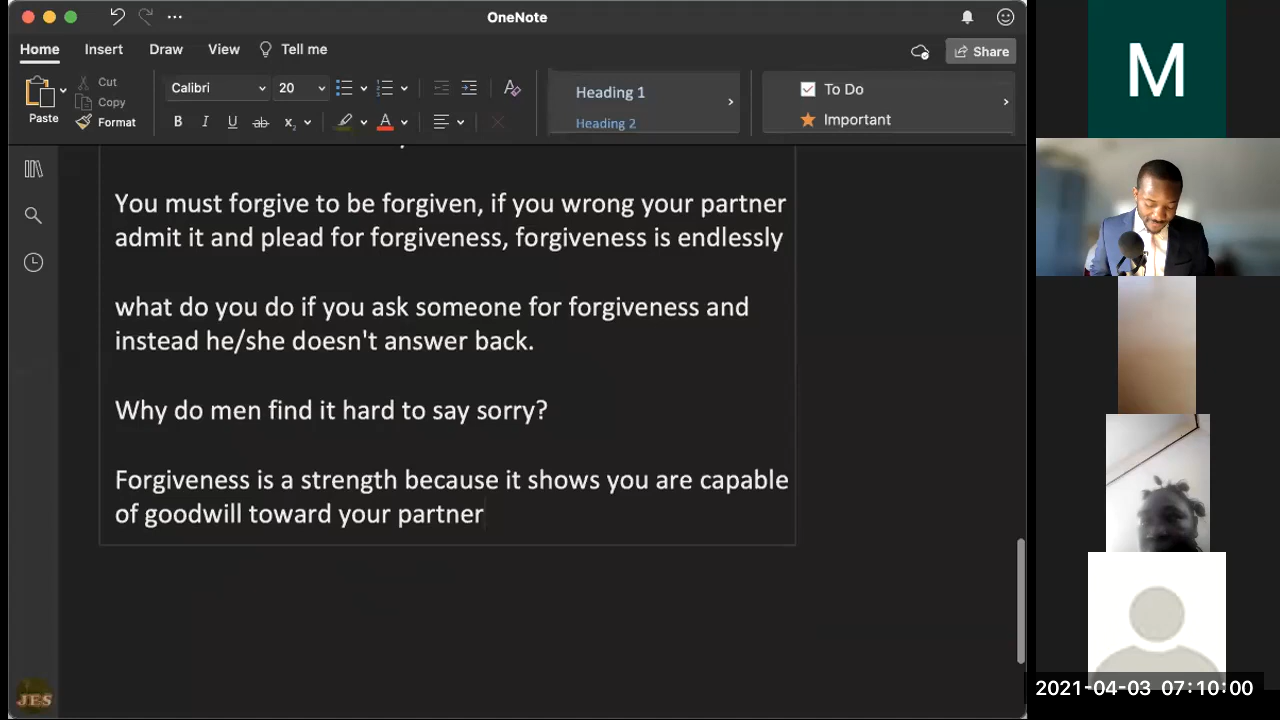 OneNote
Home Insert Draw View Tell me
Share
Paste
Cut
Copy
Format
Calibri 20
Heading 1
Heading 2
To Do
Important
You must forgive to be forgiven, if you wrong your partner
admit it and plead for forgiveness, forgiveness is endlessly
what do you do if you ask someone for forgiveness and
instead he/she doesn't answer back.
Why do men find it hard to say sorry?
Forgiveness is a strength because it shows you are capable
of goodwill toward your partner
JES
M
2021-04-03 07:10:00